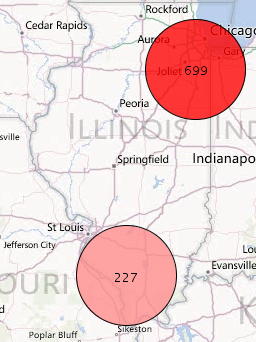 Rockford
Cedar Rapids
Chicago
Aurora
Gary
Joliet 699
Peoria
ILLINOIS
IND
Springfield
Indianapo
St Louis
Jefferson City
Evansville
OURI
227
K
Sikeston
Poplar Bluff